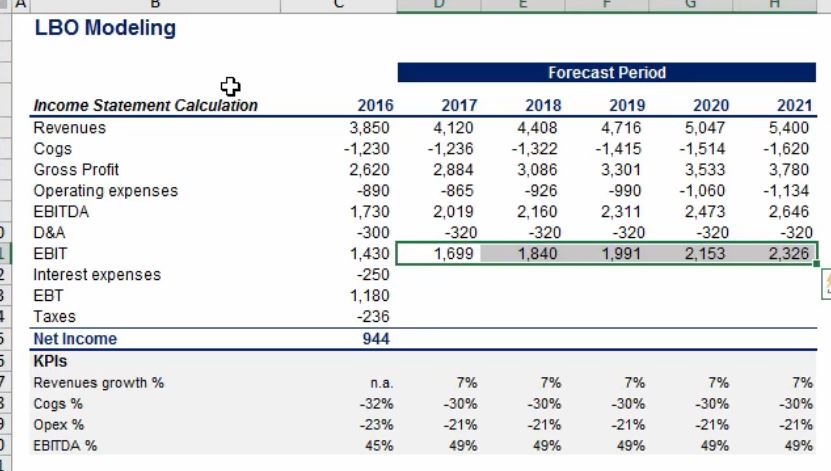 A B C D E F G H
LBO Modeling
Forecast Period
Income Statement Calculation 2016 2017 2018 2019 2020 2021
Revenues 3,850 4,120 4,408 4,716 5,047 5,400
Cogs -1,230 -1,236 -1,322 -1,415 -1,514 -1,620
Gross Profit 2,620 2,884 3,086 3,301 3,533 3,780
Operating expenses -890 -865 -926 -990 -1,060 -1,134
EBITDA 1,730 2,019 2,160 2,311 2,473 2,646
D&A -300 -320 -320 -320 -320 -320
EBIT 1,430 1,699 1,840 1,991 2,153 2,326
Interest expenses -250
EBT 1,180
Taxes -236
Net Income 944
KPIs
Revenues growth % n.a. 7% 7% 7% 7% 7%
Cogs % -32% -30% -30% -30% -30% -30%
Opex % -23% -21% -21% -21% -21% -21%
EBITDA % 45% 49% 49% 49% 49% 49%